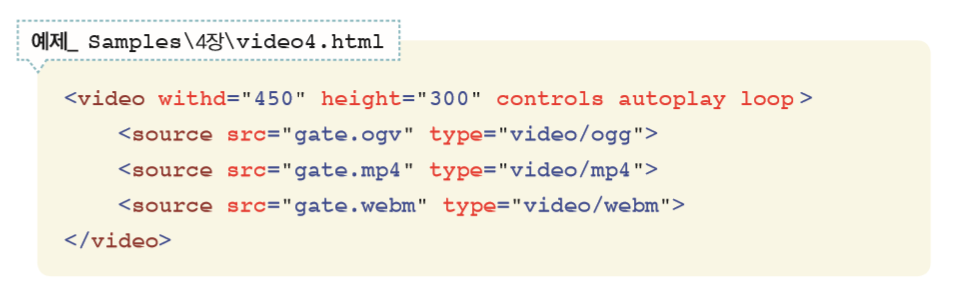 예제_ Samples\4장\video4.html
<video withd="450" height="300" controls autoplay loop>
<source src="gate.ogv" type="video/ogg">
<source src="gate.mp4" type="video/mp4">
<source src="gate.webm" type="video/webm">
</video>